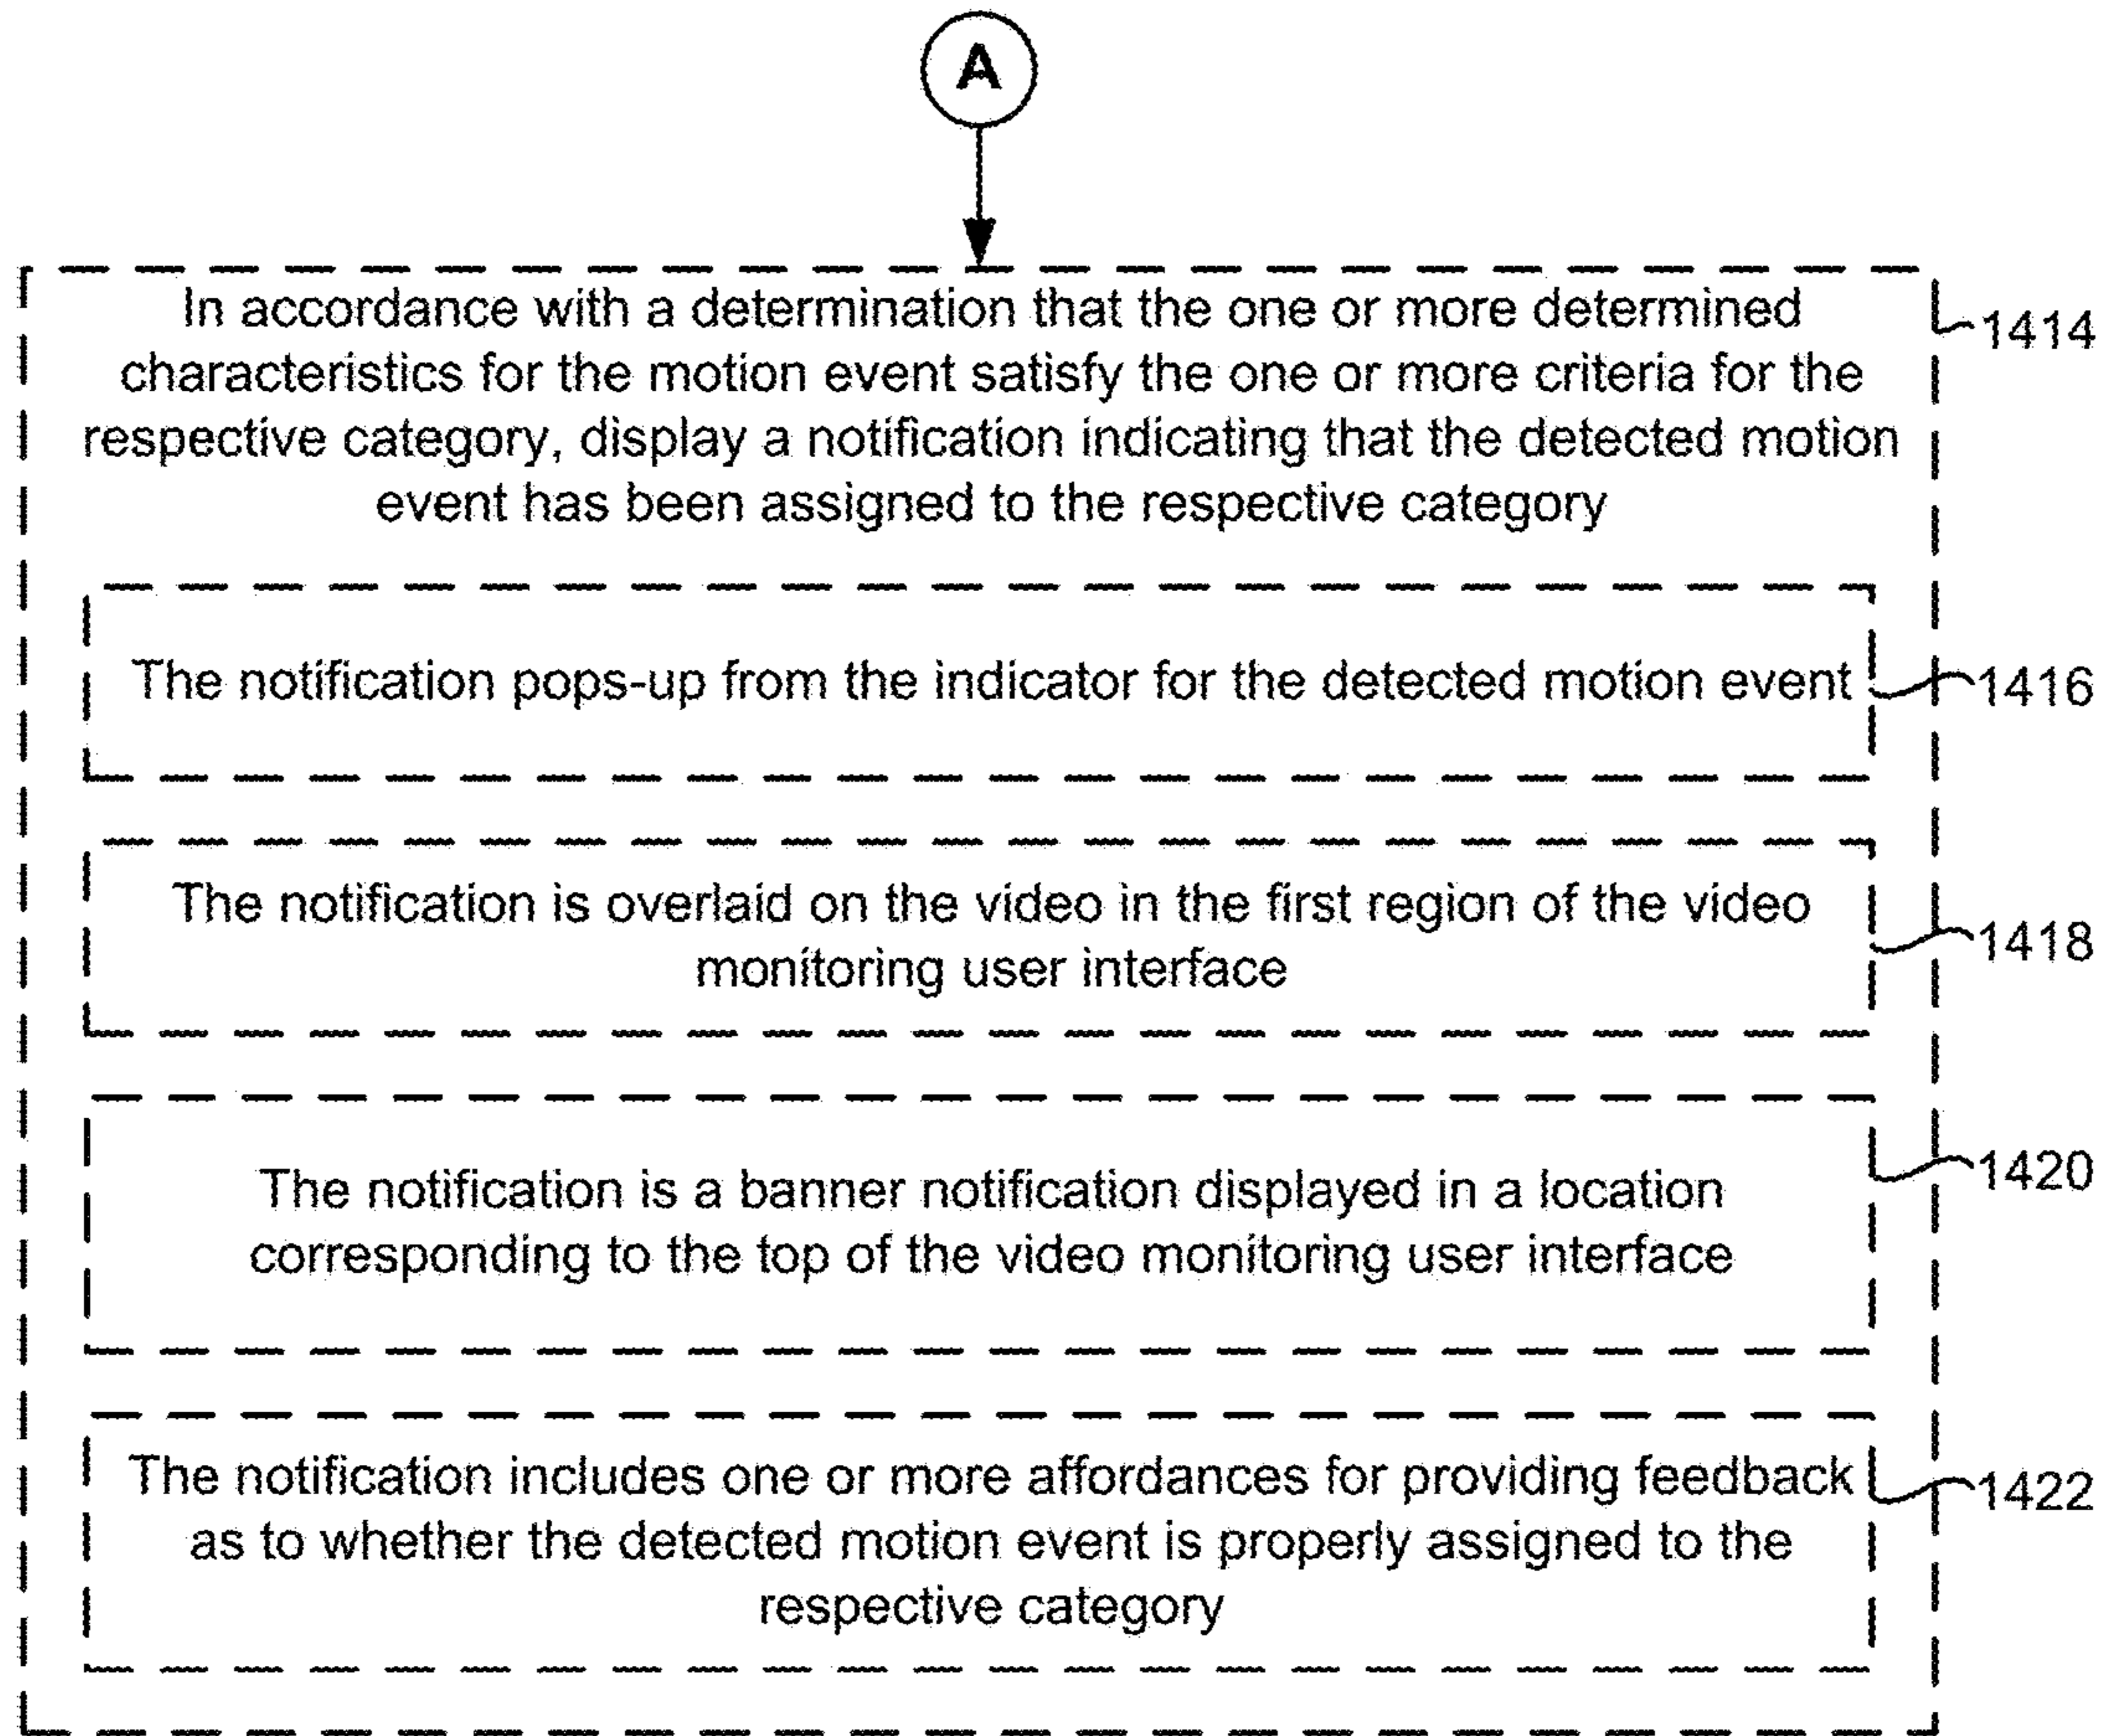 A
In accordance with a determination that the one or more determined
characteristics for the motion event satisfy the one or more criteria for the
respective category, display a notification indicating that the detected motion
event has been assigned to the respective category
1414
The notification pops-up from the indicator for the detected motion event
1416
The notification is overlaid on the video in the first region of the video
monitoring user interface
1418
The notification is a banner notification displayed in a location
corresponding to the top of the video monitoring user interface
1420
The notification includes one or more affordances for providing feedback
as to whether the detected motion event is properly assigned to the
respective category
1422